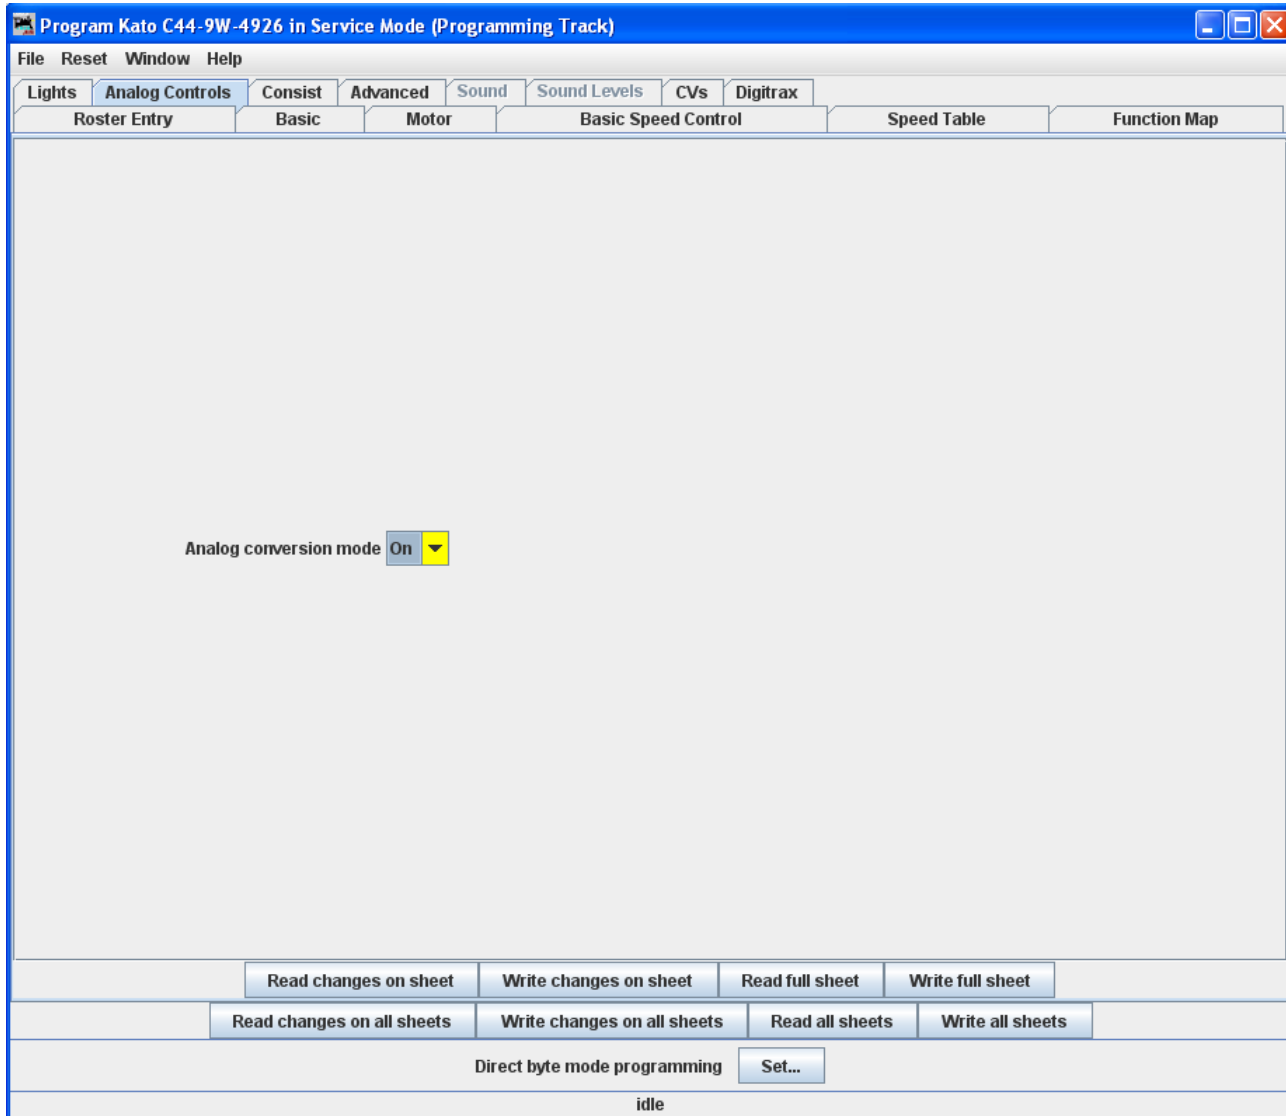 Program Kato C44-9W-4926 in Service Mode (Programming Track)
File Reset Window Help
Lights Analog Controls Consist Advanced Sound Sound Levels CVs Digitrax
Roster Entry Basic Motor Basic Speed Control Speed Table Function Map
Analog conversion mode On
Read changes on sheet Write changes on sheet Read full sheet Write full sheet
Read changes on all sheets Write changes on all sheets Read all sheets Write all sheets
Direct byte mode programming Set...
idle